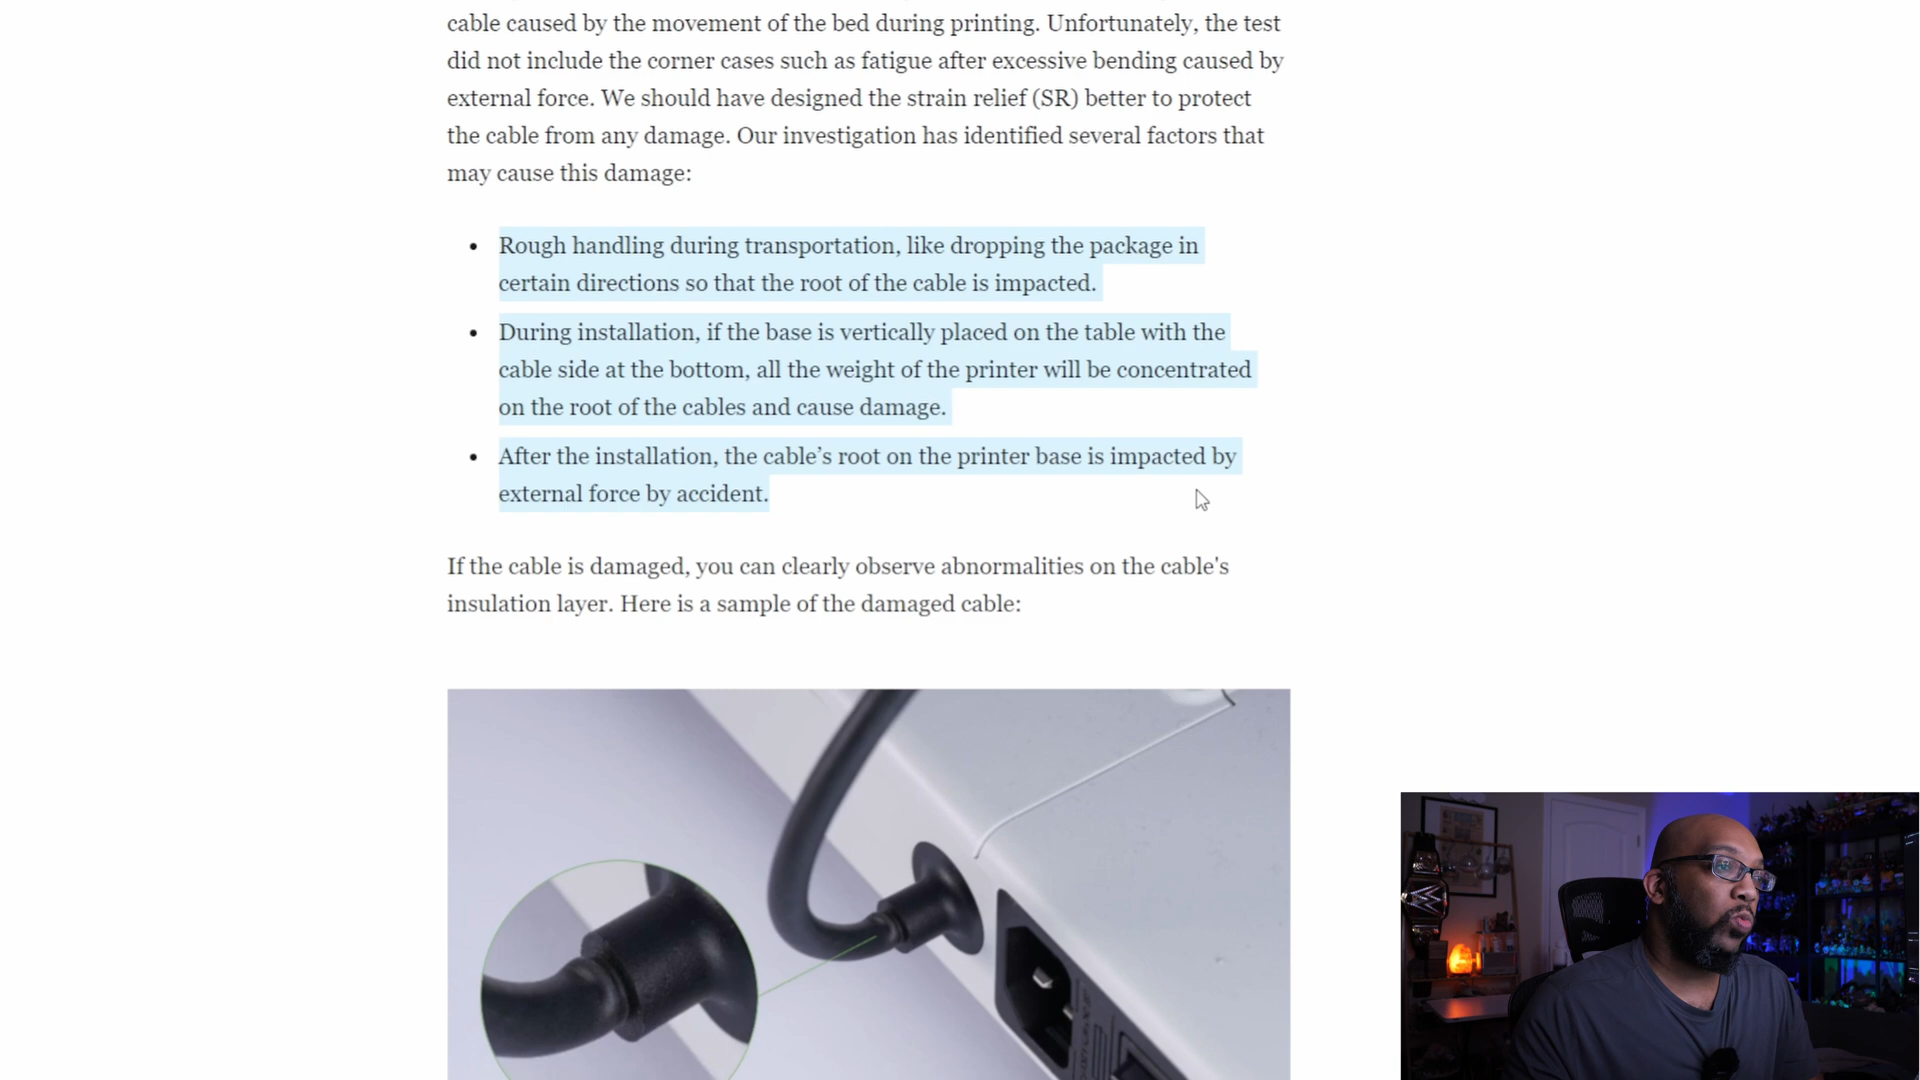 cable caused by the movement of the bed during printing. Unfortunately, the test
did not include the corner cases such as fatigue after excessive bending caused by
external force. We should have designed the strain relief (SR) better to protect
the cable from any damage. Our investigation has identified several factors that
may cause this damage:
• Rough handling during transportation, like dropping the package in
certain directions so that the root of the cable is impacted.
• During installation, if the base is vertically placed on the table with the
cable side at the bottom, all the weight of the printer will be concentrated
on the root of the cables and cause damage.
• After the installation, the cable’s root on the printer base is impacted by
external force by accident.
If the cable is damaged, you can clearly observe abnormalities on the cable's
insulation layer. Here is a sample of the damaged cable: